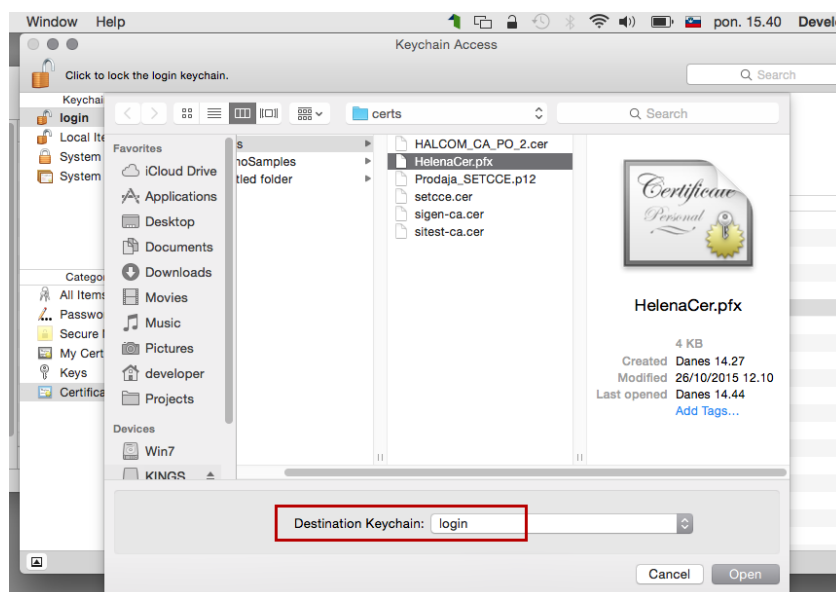 Window Help pon. 15.40 Devel
Keychain Access
Click to lock the login keychain.
Search
Keychai
login
Local Ite
System
System
Catego
All Items
Passwo
Secure N
My Cert
Keys
Certifica
certs
Search
Favorites
iCloud Drive
Applications
Desktop
Documents
Downloads
Movies
Music
Pictures
developer
Projects
Devices
Win7
KINGS
s
noSamples
tled folder
HALCOM_CA_PO_2.cer
HelenaCer.pfx
Prodaja_SETCCE.p12
setcce.cer
sigen-ca.cer
sitest-ca.cer
Certificate
Personal
HelenaCer.pfx
4 KB
Created Danes 14.27
Modified 26/10/2015 12.10
Last opened Danes 14.44
Add Tags...
Destination Keychain: login
Cancel Open